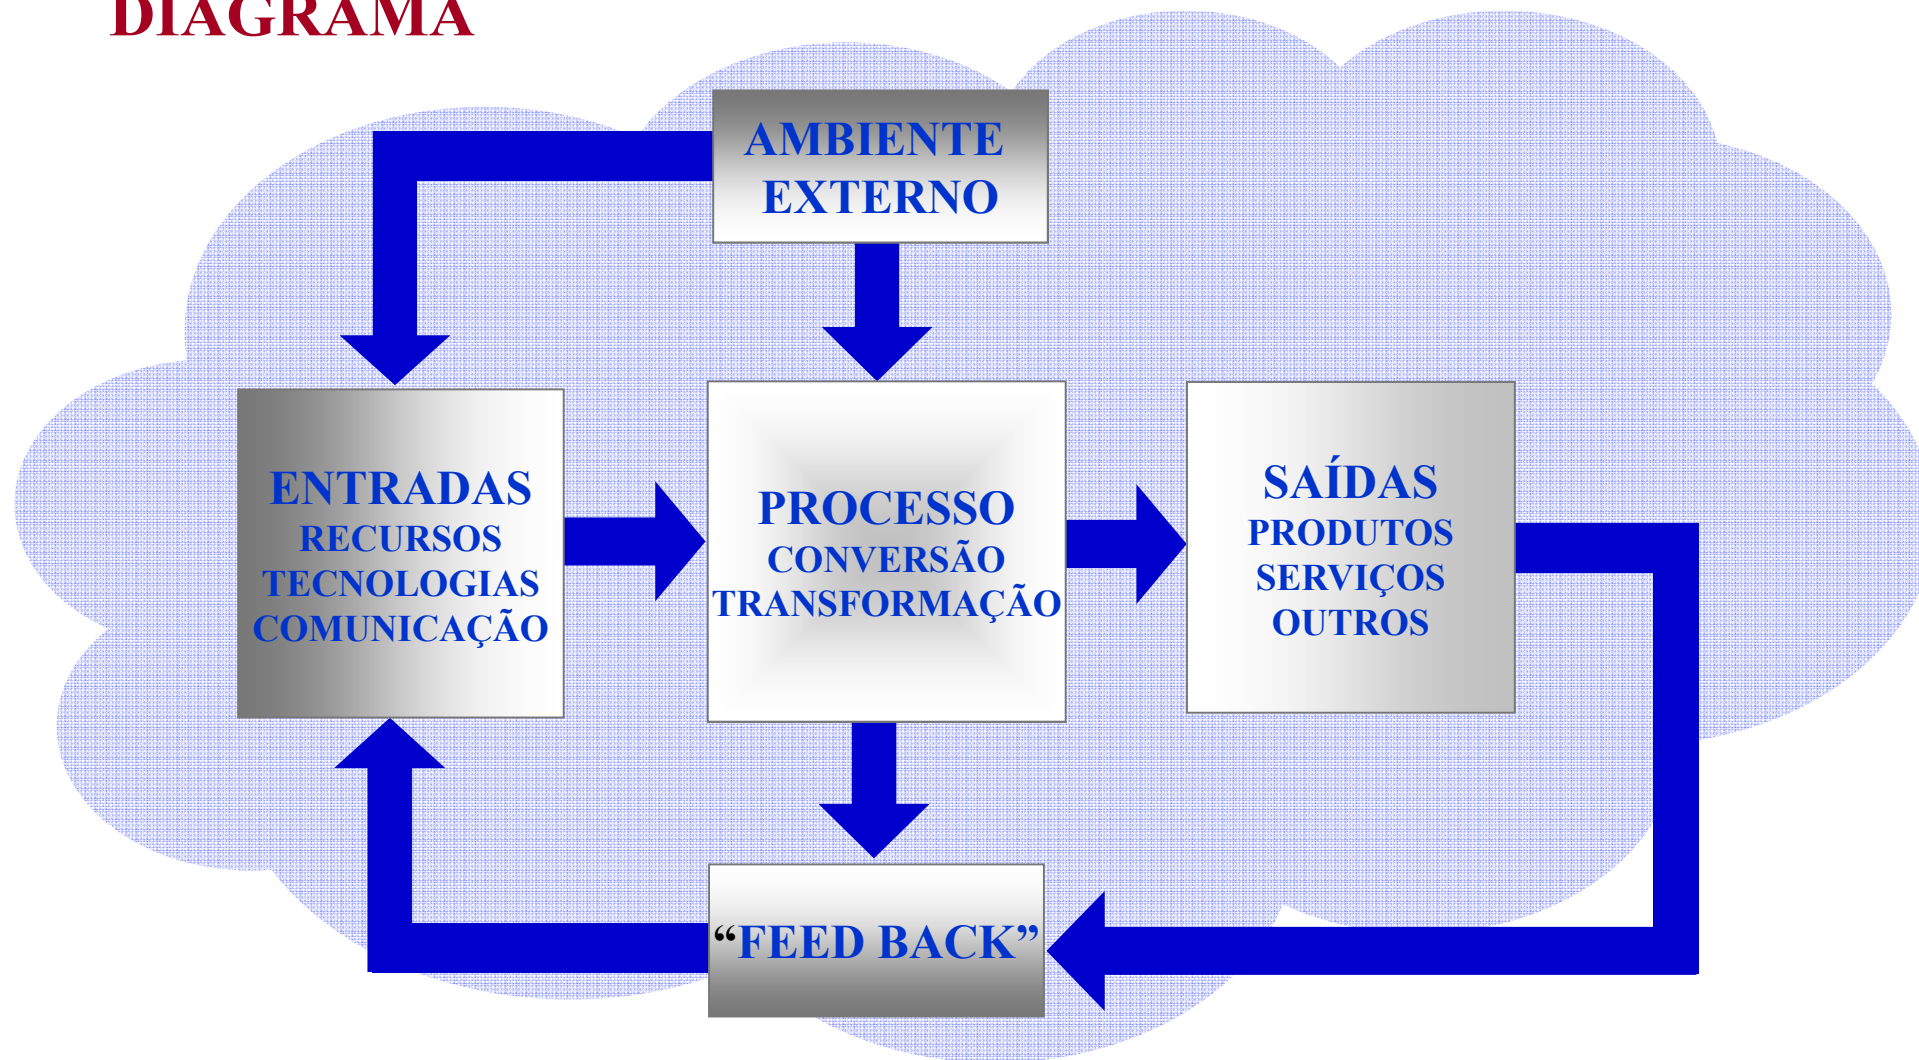 DIAGRAMA
AMBIENTE
EXTERNO
ENTRADAS
RECURSOS
TECNOLOGIAS
COMUNICAÇÃO
PROCESSO
CONVERSÃO
TRANSFORMAÇÃO
SAÍDAS
PRODUTOS
SERVIÇOS
OUTROS
“FEED BACK”